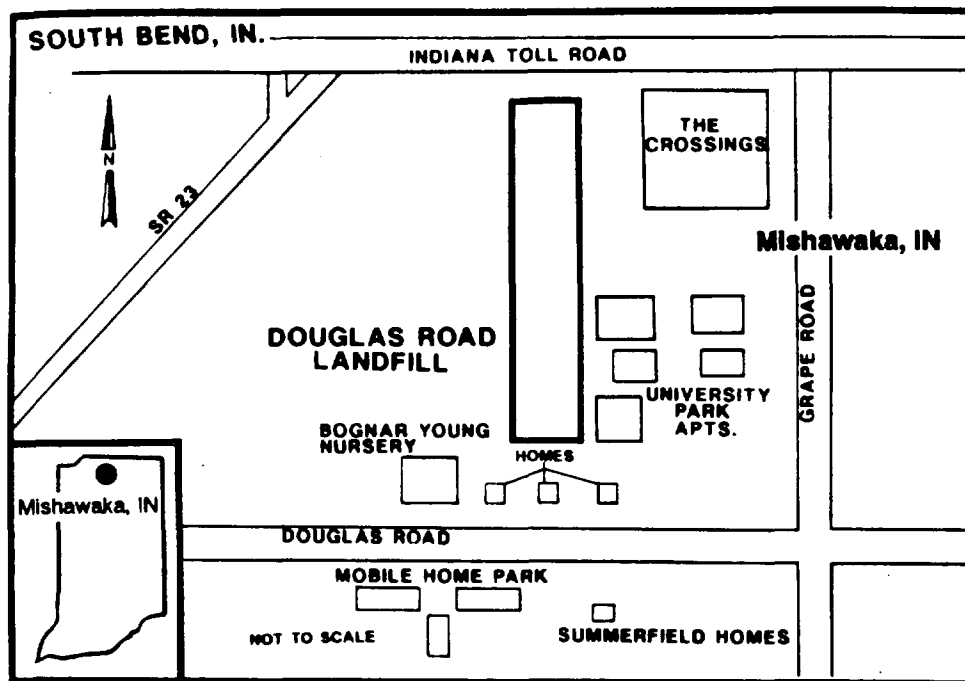 SOUTH BEND, IN.
INDIANA TOLL ROAD
THE
CROSSINGS
N
SR 23
Mishawaka, IN
DOUGLAS ROAD
LANDFILL
GRAPE ROAD
UNIVERSITY
PARK
APTS.
BOGNAR YOUNG
NURSERY
HOMES
Mishawaka, IN
DOUGLAS ROAD
MOBILE HOME PARK
NOT TO SCALE
SUMMERFIELD HOMES